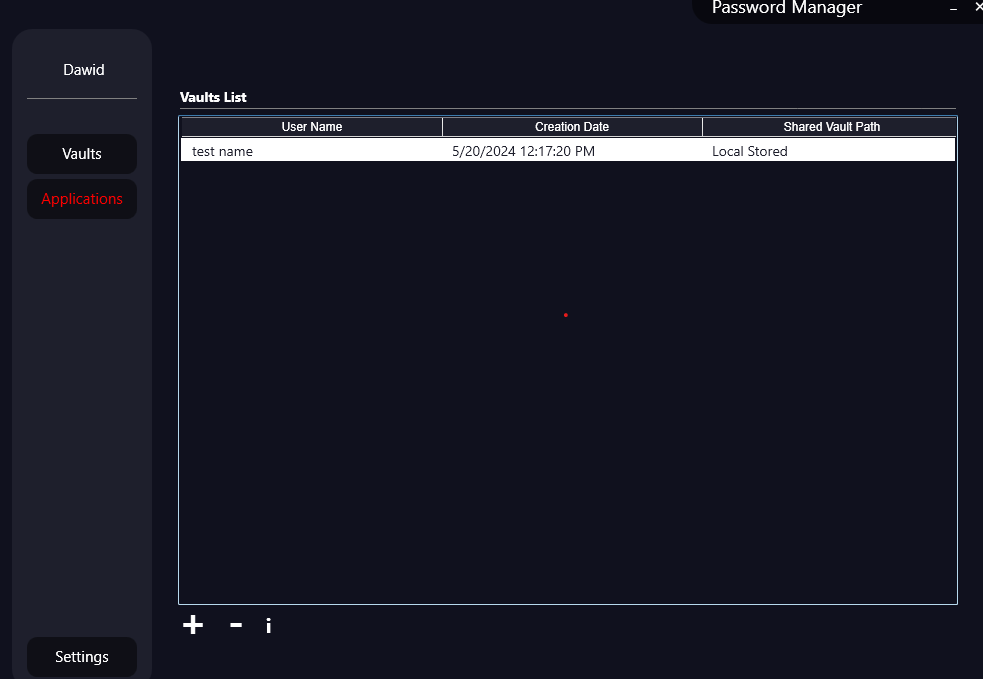 Password Manager
Dawid
Vaults
Applications
Settings
Vaults List
User Name Creation Date Shared Vault Path
test name 5/20/2024 12:17:20 PM Local Stored
+ - i